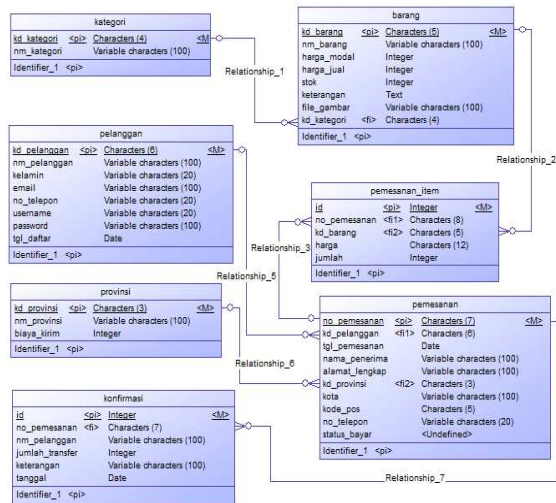 kategori
kd_kategori <pi> Characters (4) <M>
nm_kategori Variable characters (100)
Identifier_1 <pi>
barang
kd_barang <pi> Characters (5) <M>
nm_barang Variable characters (100)
harga_modal Integer
harga_jual Integer
stok Integer
keterangan Text
file_gambar Variable characters (100)
kd_kategori <fi> Characters (4)
Identifier_1 <pi>
Relationship_1
pelanggan
kd_pelanggan <pi> Characters (6) <M>
nm_pelanggan Variable characters (100)
kelamin Variable characters (20)
email Variable characters (100)
no_telepon Variable characters (20)
username Variable characters (20)
password Variable characters (100)
tgl_daftar Date
Identifier_1 <pi>
Relationship_2
pemesanan_item
id <pi> Integer <M>
no_pemesanan <fi1> Characters (8)
kd_barang <fi2> Characters (5)
harga Characters (12)
jumlah Integer
Identifier_1 <pi>
Relationship_3
Relationship_5
provinsi
kd_provinsi <pi> Characters (3) <M>
nm_provinsi Variable characters (100)
biaya_kirim Integer
Identifier_1 <pi>
pemesanan
no_pemesanan <pi> Characters (7) <M>
kd_pelanggan <fi1> Characters (6)
tgl_pemesanan Date
nama_penerima Variable characters (100)
alamat_lengkap Variable characters (100)
kd_provinsi <fi2> Characters (3)
kota Variable characters (100)
kode_pos Characters (5)
no_telepon Variable characters (20)
status_bayar <Undefined>
Identifier_1 <pi>
Relationship_6
konfirmasi
id <pi> Integer <M>
no_pemesanan <fi> Characters (7)
nm_pelanggan Variable characters (100)
jumlah_transfer Integer
keterangan Variable characters (100)
tanggal Date
Identifier_1 <pi>
Relationship_7